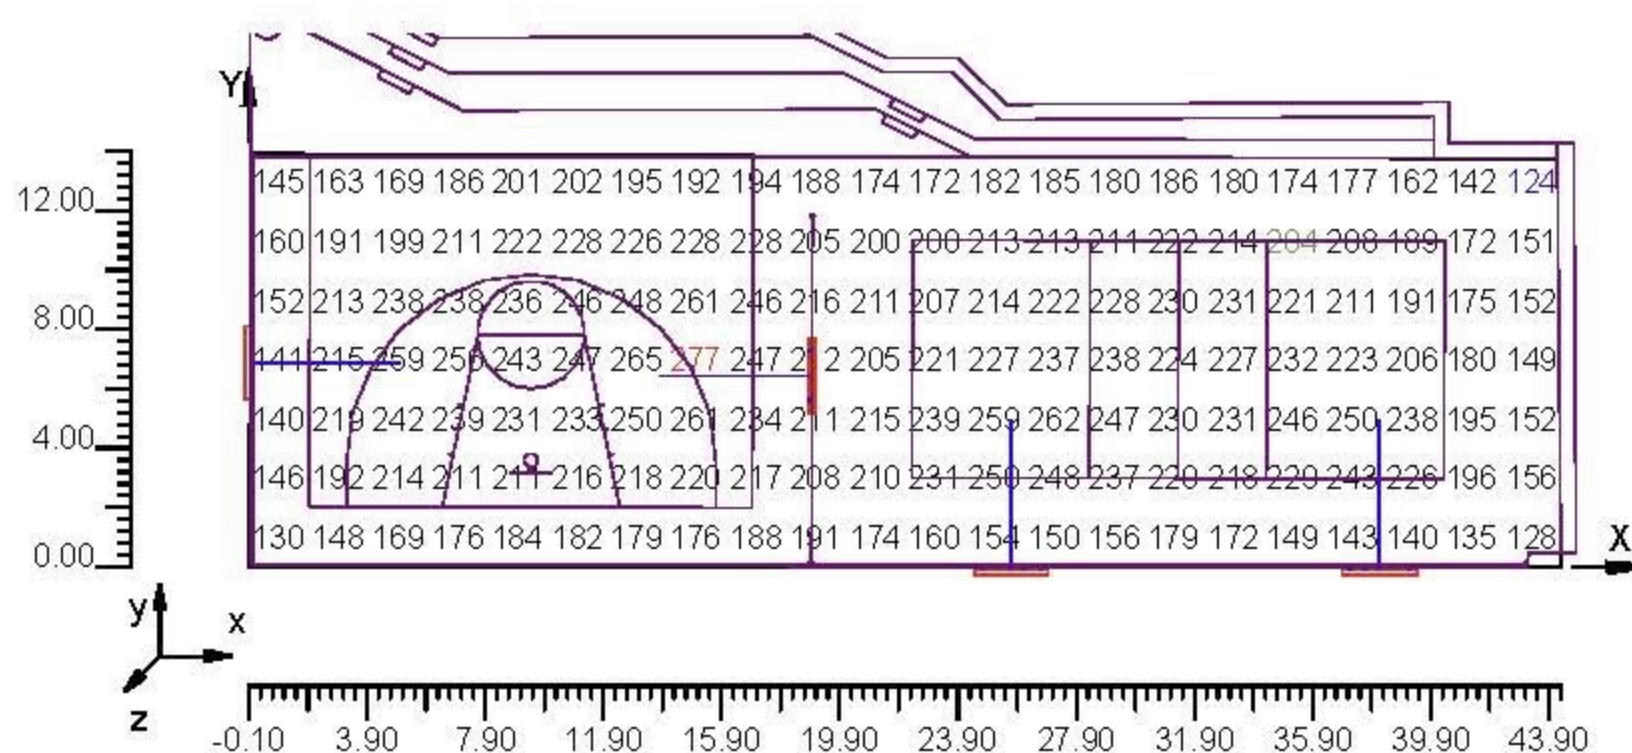 Y
12.00
8.00
4.00
0.00
145 163 169 186 201 202 195 192 194 188 174 172 182 185 180 186 180 174 177 162 142 124
160 191 199 211 222 228 226 228 228 205 200 200 213 213 211 222 214 204 208 189 172 151
152 213 238 238 236 246 248 261 246 216 211 207 214 222 228 230 231 221 211 191 175 152
141 215 259 256 243 247 265 277 247 212 205 221 227 237 238 224 227 232 223 206 180 149
140 219 242 239 231 233 250 261 234 211 215 239 259 262 247 230 231 246 250 238 195 152
146 192 214 211 211 216 218 220 217 208 210 231 250 248 237 220 218 229 243 226 196 156
130 148 169 176 184 182 179 176 188 191 174 160 154 150 156 179 172 149 143 140 135 128
X
y
x
z
-0.10 3.90 7.90 11.90 15.90 19.90 23.90 27.90 31.90 35.90 39.90 43.90